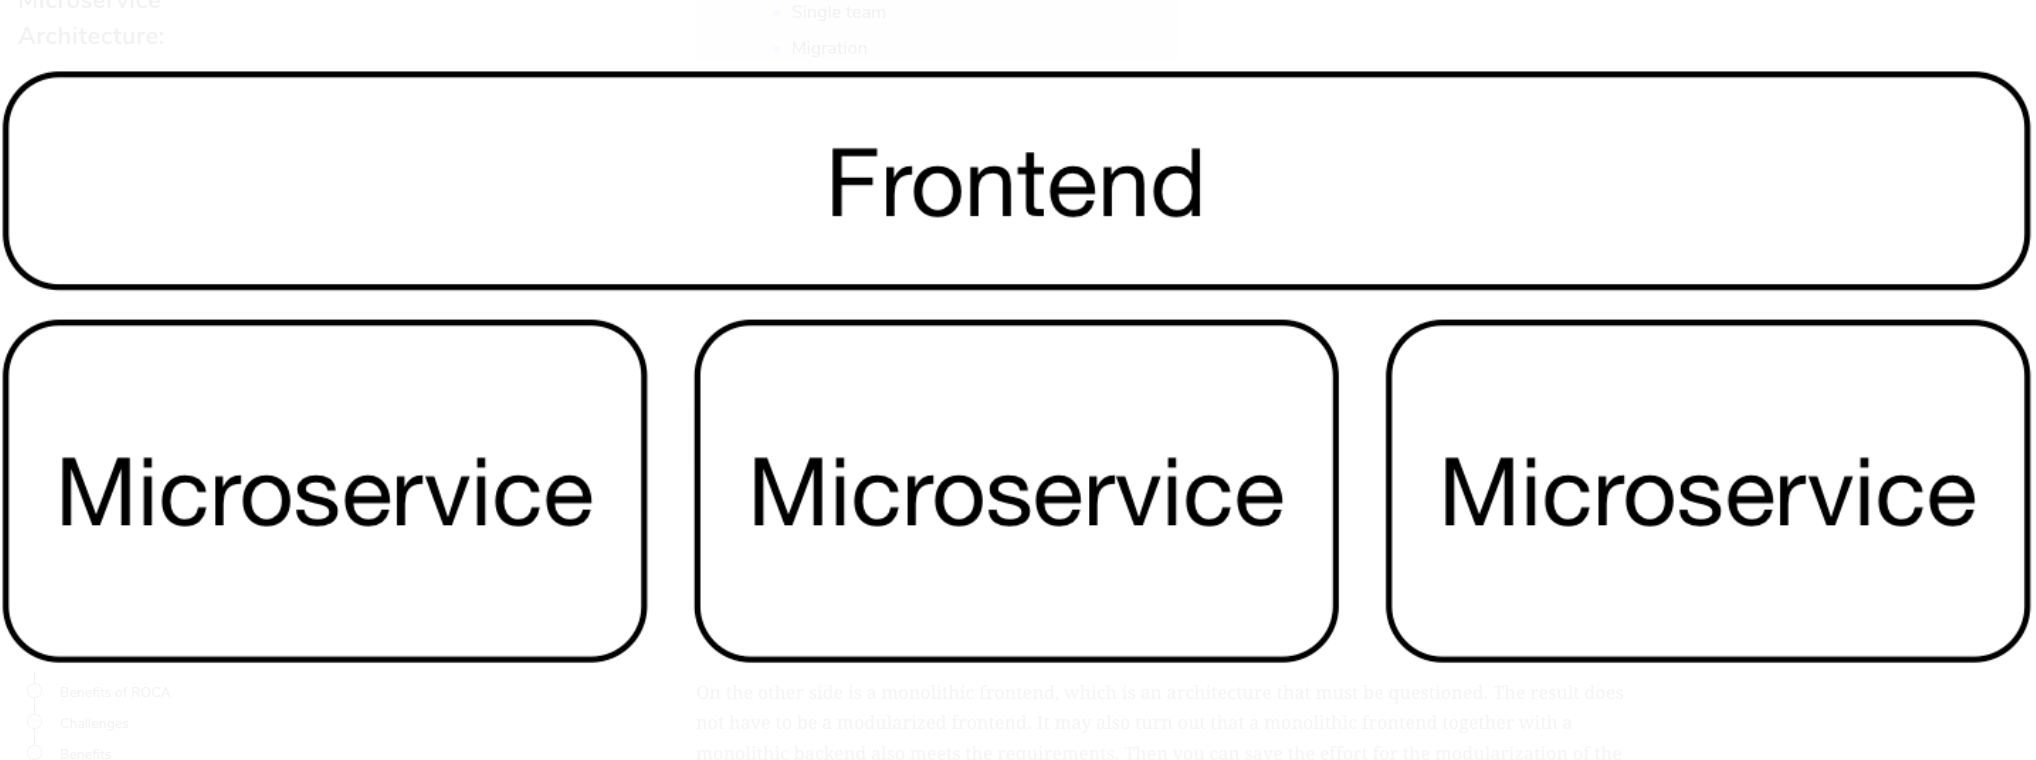 Microservice
Architecture:
Single team
Migration
Frontend
Microservice
Microservice
Microservice
Benefits of ROCA
Challenges
Benefits
On the other side is a monolithic frontend, which is an architecture that must be questioned. The result does
not have to be a modularized frontend. It may also turn out that a monolithic frontend together with a
monolithic backend also meets the requirements. Then you can save the effort for the modularization of the